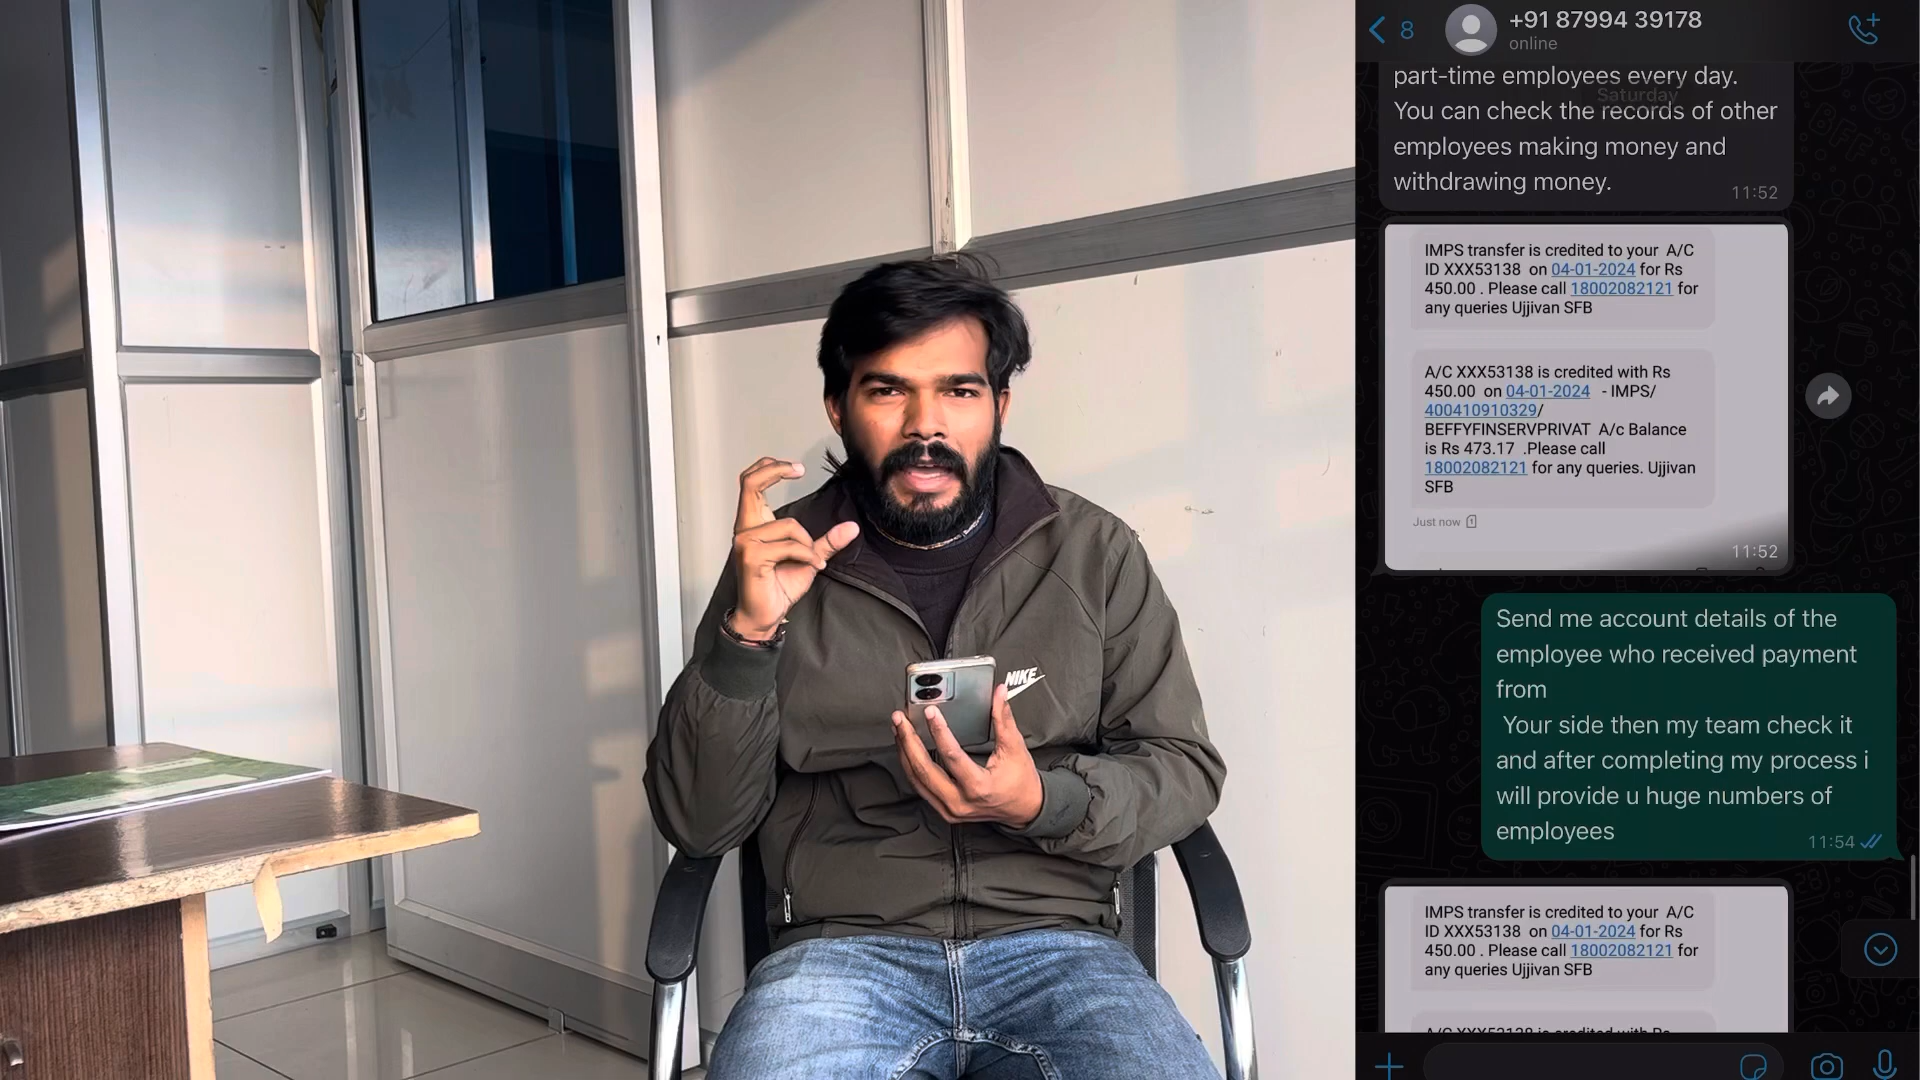 8
+91 87994 39178
online
part-time employees every day.
Saturday
You can check the records of other
employees making money and
withdrawing money.
11:52
IMPS transfer is credited to your A/C
ID XXX53138 on 04-01-2024 for Rs
450.00 . Please call 18002082121 for
any queries Ujjivan SFB
A/C XXX53138 is credited with Rs
450.00 on 04-01-2024 - IMPS/
400410910329/
BEFFYFINSERVPRIVAT A/c Balance
is Rs 473.17 .Please call
18002082121 for any queries. Ujjivan
SFB
Just now
11:52
Send me account details of the
employee who received payment
from
Your side then my team check it
and after completing my process i
will provide u huge numbers of
employees
11:54
IMPS transfer is credited to your A/C
ID XXX53138 on 04-01-2024 for Rs
450.00 . Please call 18002082121 for
any queries Ujjivan SFB
A/C XXX53138 is credited with Rs
NIKE